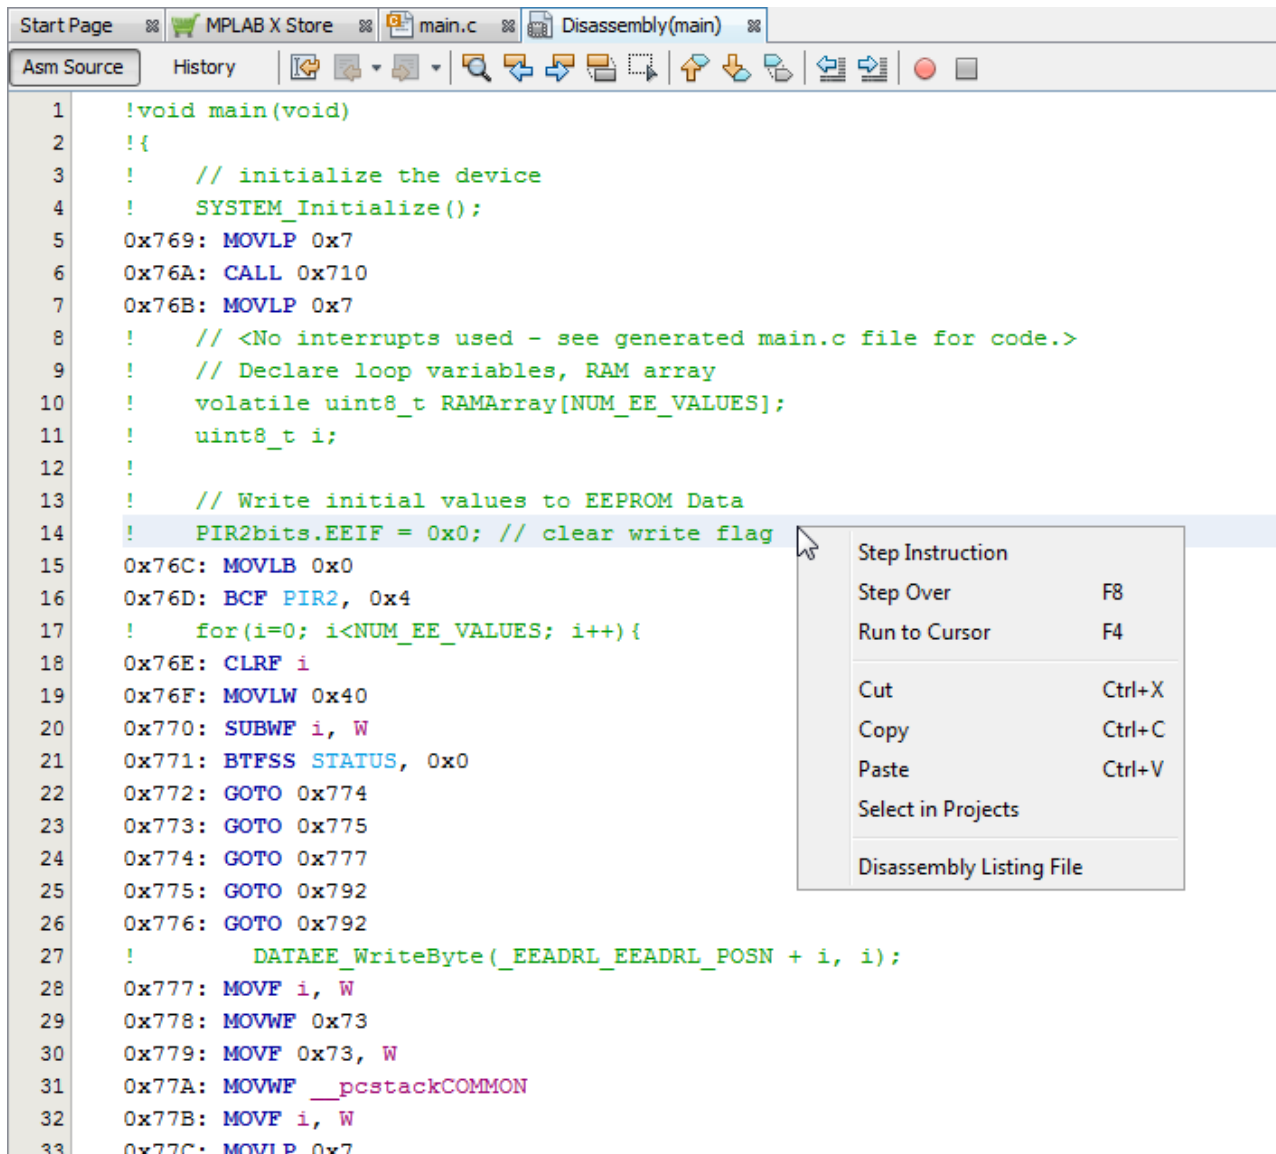 Start Page MPLAB X Store main.c Disassembly(main)
Asm Source History
1 !void main(void)
2 !{
3 !    // initialize the device
4 !    SYSTEM_Initialize();
5 0x769: MOVLP 0x7
6 0x76A: CALL 0x710
7 0x76B: MOVLP 0x7
8 !    // <No interrupts used - see generated main.c file for code.>
9 !    // Declare loop variables, RAM array
10 !    volatile uint8_t RAMArray[NUM_EE_VALUES];
11 !    uint8_t i;
12 !
13 !    // Write initial values to EEPROM Data
14 !    PIR2bits.EEIF = 0x0; // clear write flag
15 0x76C: MOVLB 0x0
16 0x76D: BCF PIR2, 0x4
17 !    for(i=0; i<NUM_EE_VALUES; i++){
18 0x76E: CLRF i
19 0x76F: MOVLW 0x40
20 0x770: SUBWF i, W
21 0x771: BTFSS STATUS, 0x0
22 0x772: GOTO 0x774
23 0x773: GOTO 0x775
24 0x774: GOTO 0x777
25 0x775: GOTO 0x792
26 0x776: GOTO 0x792
27 !        DATAEE_WriteByte(_EEADRL_EEADRL_POSN + i, i);
28 0x777: MOVF i, W
29 0x778: MOVWF 0x73
30 0x779: MOVF 0x73, W
31 0x77A: MOVWF __pcstackCOMMON
32 0x77B: MOVF i, W
33 0x77C: MOVLP 0x7
Step Instruction
Step Over F8
Run to Cursor F4
Cut Ctrl+X
Copy Ctrl+C
Paste Ctrl+V
Select in Projects
Disassembly Listing File